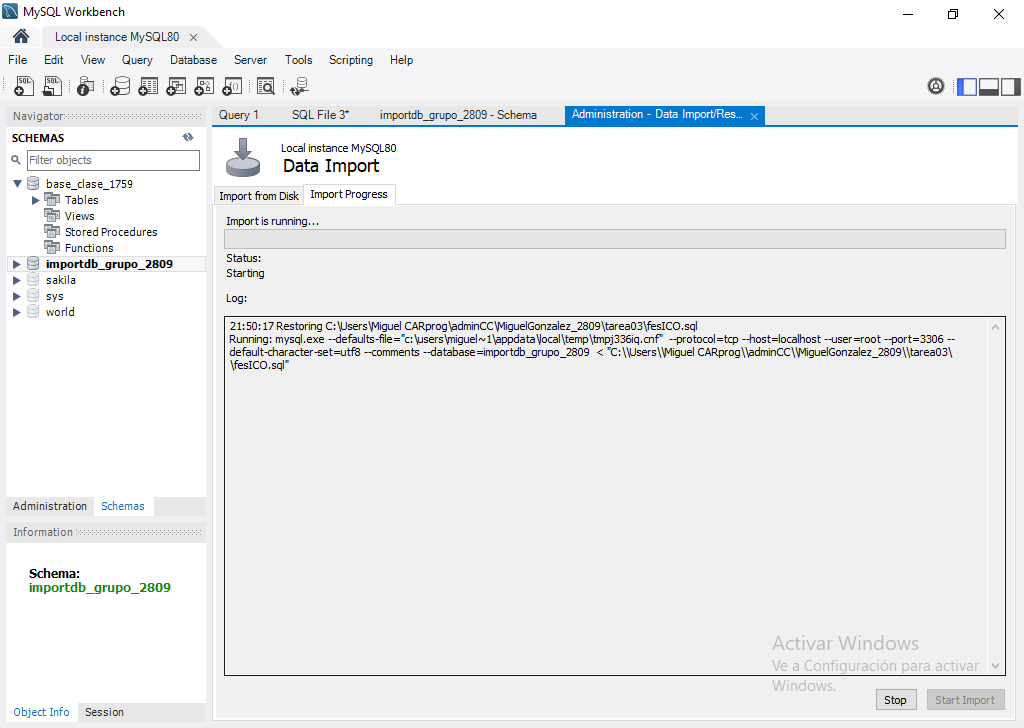 MySQL Workbench
Local instance MySQL80
File Edit View Query Database Server Tools Scripting Help
Navigator
SCHEMAS
Filter objects
base_clase_1759
Tables
Views
Stored Procedures
Functions
importdb_grupo_2809
sakila
sys
world
Administration Schemas
Information
Schema:
importdb_grupo_2809
Object Info Session
Query 1 SQL File 3* importdb_grupo_2809 - Schema Administration - Data Import/Res...
Local instance MySQL80
Data Import
Import from Disk Import Progress
Import is running...
Status:
Starting
Log:
21:50:17 Restoring C:\Users\Miguel CARprog\adminCC\MiguelGonzalez_2809\tarea03\fesICO.sql
Running: mysql.exe --defaults-file="c:\users\miguel~1\appdata\local\temp\tmpj336iq.cnf" --protocol=tcp --host=localhost --user=root --port=3306 --
default-character-set=utf8 --comments --database=importdb_grupo_2809 < "C:\\Users\\Miguel CARprog\\adminCC\\MiguelGonzalez_2809\\tarea03\
\fesICO.sql"
Activar Windows
Ve a Configuración para activar
Windows.
Stop Start Import